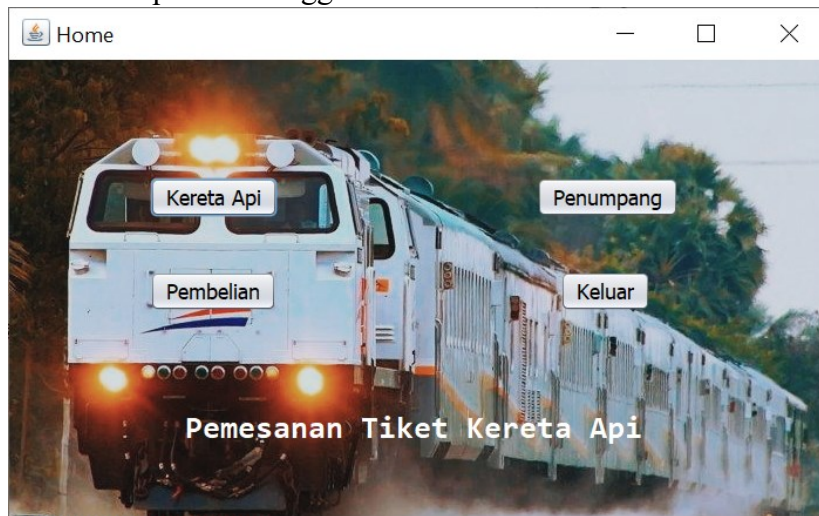 Home
Kereta Api
Penumpang
Pembelian
Keluar
Pemesanan Tiket Kereta Api